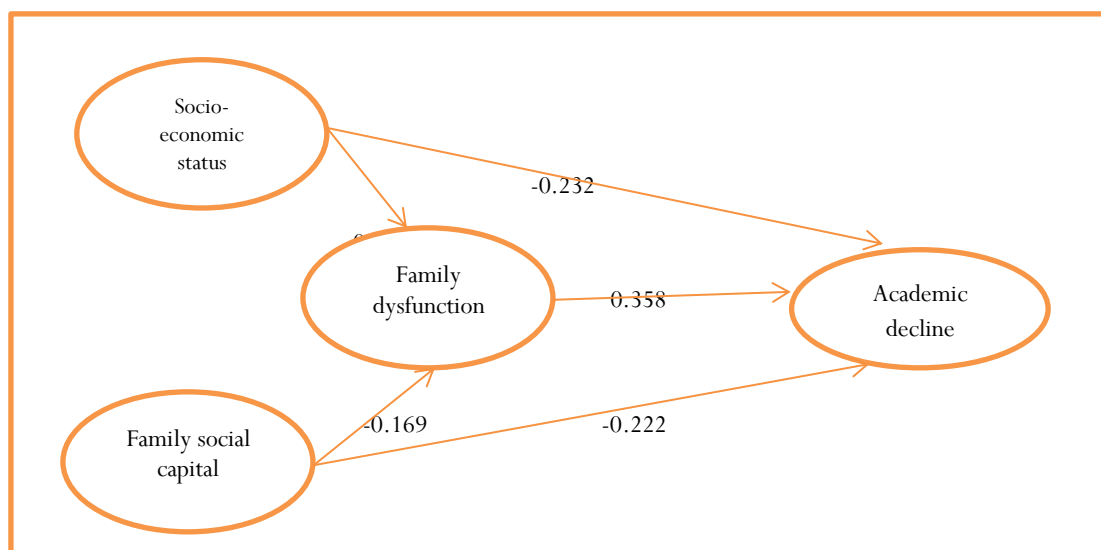 Socio-
economic
status
-0.232
Family
dysfunction
0.358
Academic
decline
Family social
capital
-0.169
-0.222